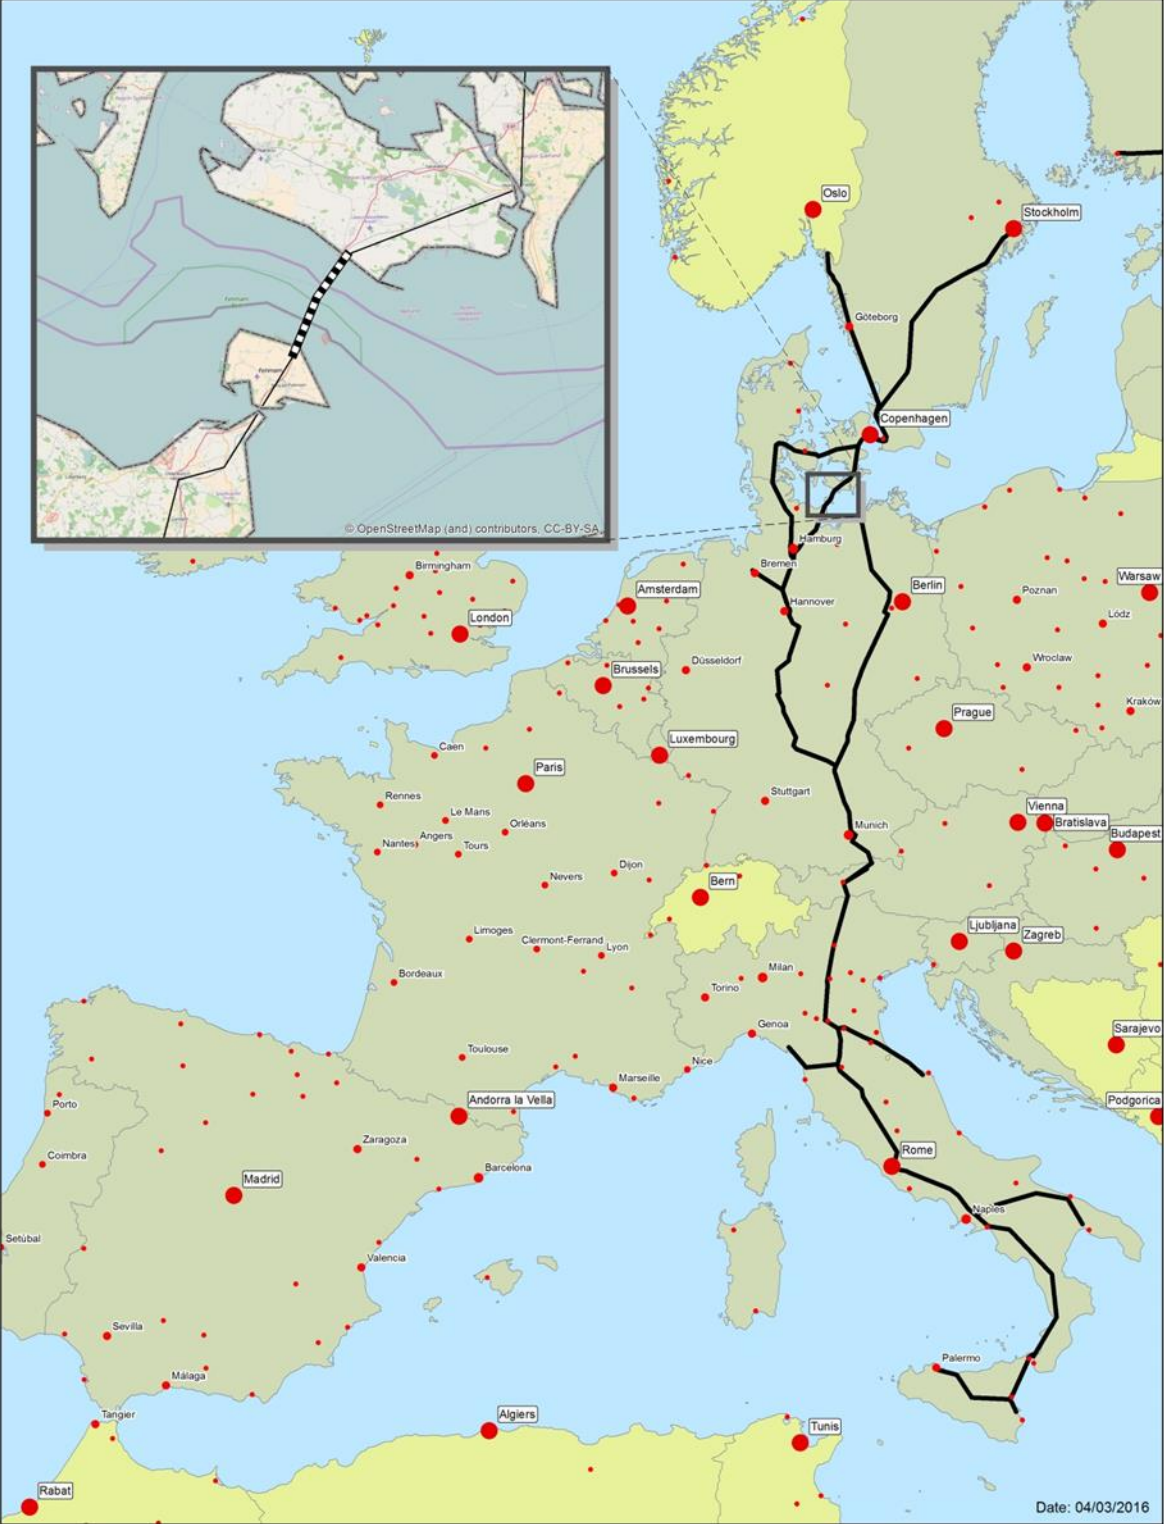 Oslo
Stockholm
Göteborg
Copenhagen
Fehmarn
© OpenStreetMap (and) contributors, CC-BY-SA,
Hamburg
Birmingham
Bremen
Amsterdam
Hannover
Berlin
Poznan
Warsaw
London
Lódz
Brussels
Düsseldorf
Wroclaw
Kraków
Prague
Luxembourg
Caen
Paris
Rennes
Stuttgart
Le Mans
Vienna
Orléans
Munich
Bratislava
Angers
Budapest
Nantes
Tours
Dijon
Nevers
Bern
Limoges
Clermont-Ferrand
Lyon
Ljubljana
Zagreb
Bordeaux
Milan
Torino
Genoa
Sarajevo
Toulouse
Nice
Marseille
Porto
Andorra la Vella
Podgorica
Coimbra
Zaragoza
Rome
Barcelona
Madrid
Naples
Setúbal
Valencia
Sevilla
Palermo
Málaga
Tangier
Algiers
Tunis
Rabat
Date: 04/03/2016